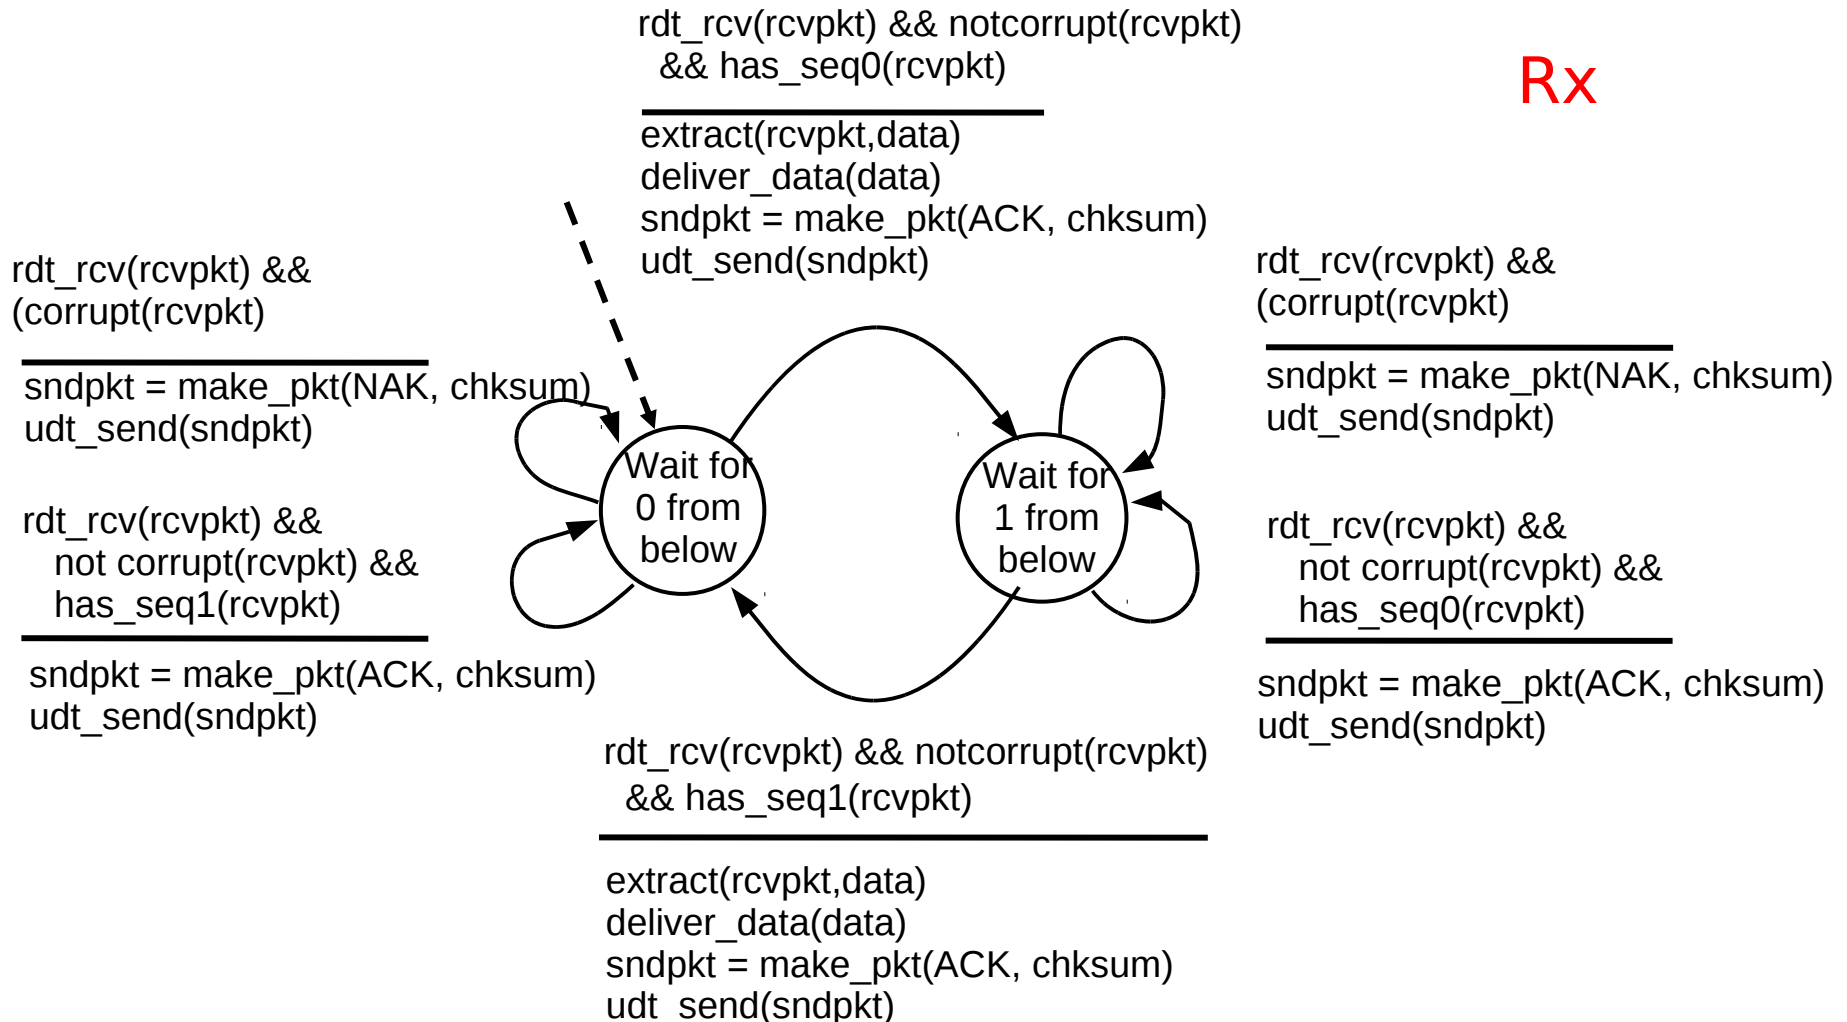 rdt_rcv(rcvpkt) && notcorrupt(rcvpkt)
&& has_seq0(rcvpkt)
Rx
extract(rcvpkt,data)
deliver_data(data)
sndpkt = make_pkt(ACK, chksum)
udt_send(sndpkt)
rdt_rcv(rcvpkt) &&
(corrupt(rcvpkt)
sndpkt = make_pkt(NAK, chksum)
udt_send(sndpkt)
rdt_rcv(rcvpkt) &&
(corrupt(rcvpkt)
sndpkt = make_pkt(NAK, chksum)
udt_send(sndpkt)
Wait for
0 from
below
Wait for
1 from
below
rdt_rcv(rcvpkt) &&
not corrupt(rcvpkt) &&
has_seq1(rcvpkt)
sndpkt = make_pkt(ACK, chksum)
udt_send(sndpkt)
rdt_rcv(rcvpkt) &&
not corrupt(rcvpkt) &&
has_seq0(rcvpkt)
sndpkt = make_pkt(ACK, chksum)
udt_send(sndpkt)
rdt_rcv(rcvpkt) && notcorrupt(rcvpkt)
&& has_seq1(rcvpkt)
extract(rcvpkt,data)
deliver_data(data)
sndpkt = make_pkt(ACK, chksum)
udt_send(sndpkt)